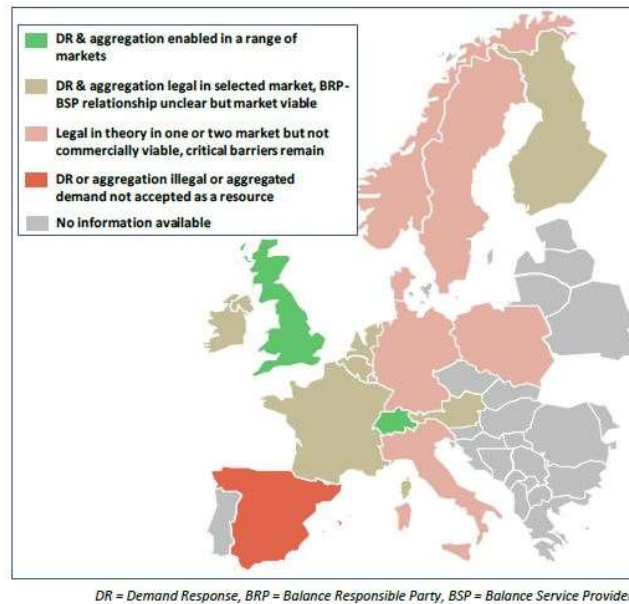 DR & aggregation enabled in a range of
markets
DR & aggregation legal in selected market, BRP-
BSP relationship unclear but market viable
Legal in theory in one or two market but not
commercially viable, critical barriers remain
DR or aggregation illegal or aggregated
demand not accepted as a resource
No information available
DR = Demand Response, BRP = Balance Responsible Party, BSP = Balance Service Provider